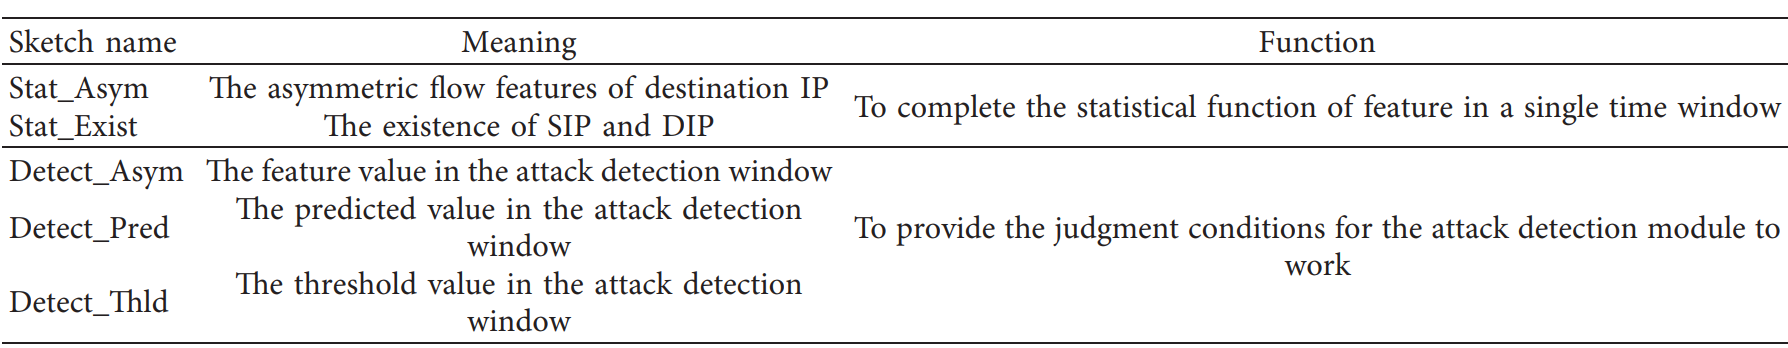 Sketch name Meaning Function
Stat_Asym The asymmetric flow features of destination IP
Stat_Exist The existence of SIP and DIP
To complete the statistical function of feature in a single time window
Detect_Asym The feature value in the attack detection window
Detect_Pred The predicted value in the attack detection
window
Detect_Thld The threshold value in the attack detection
window
To provide the judgment conditions for the attack detection module to
work